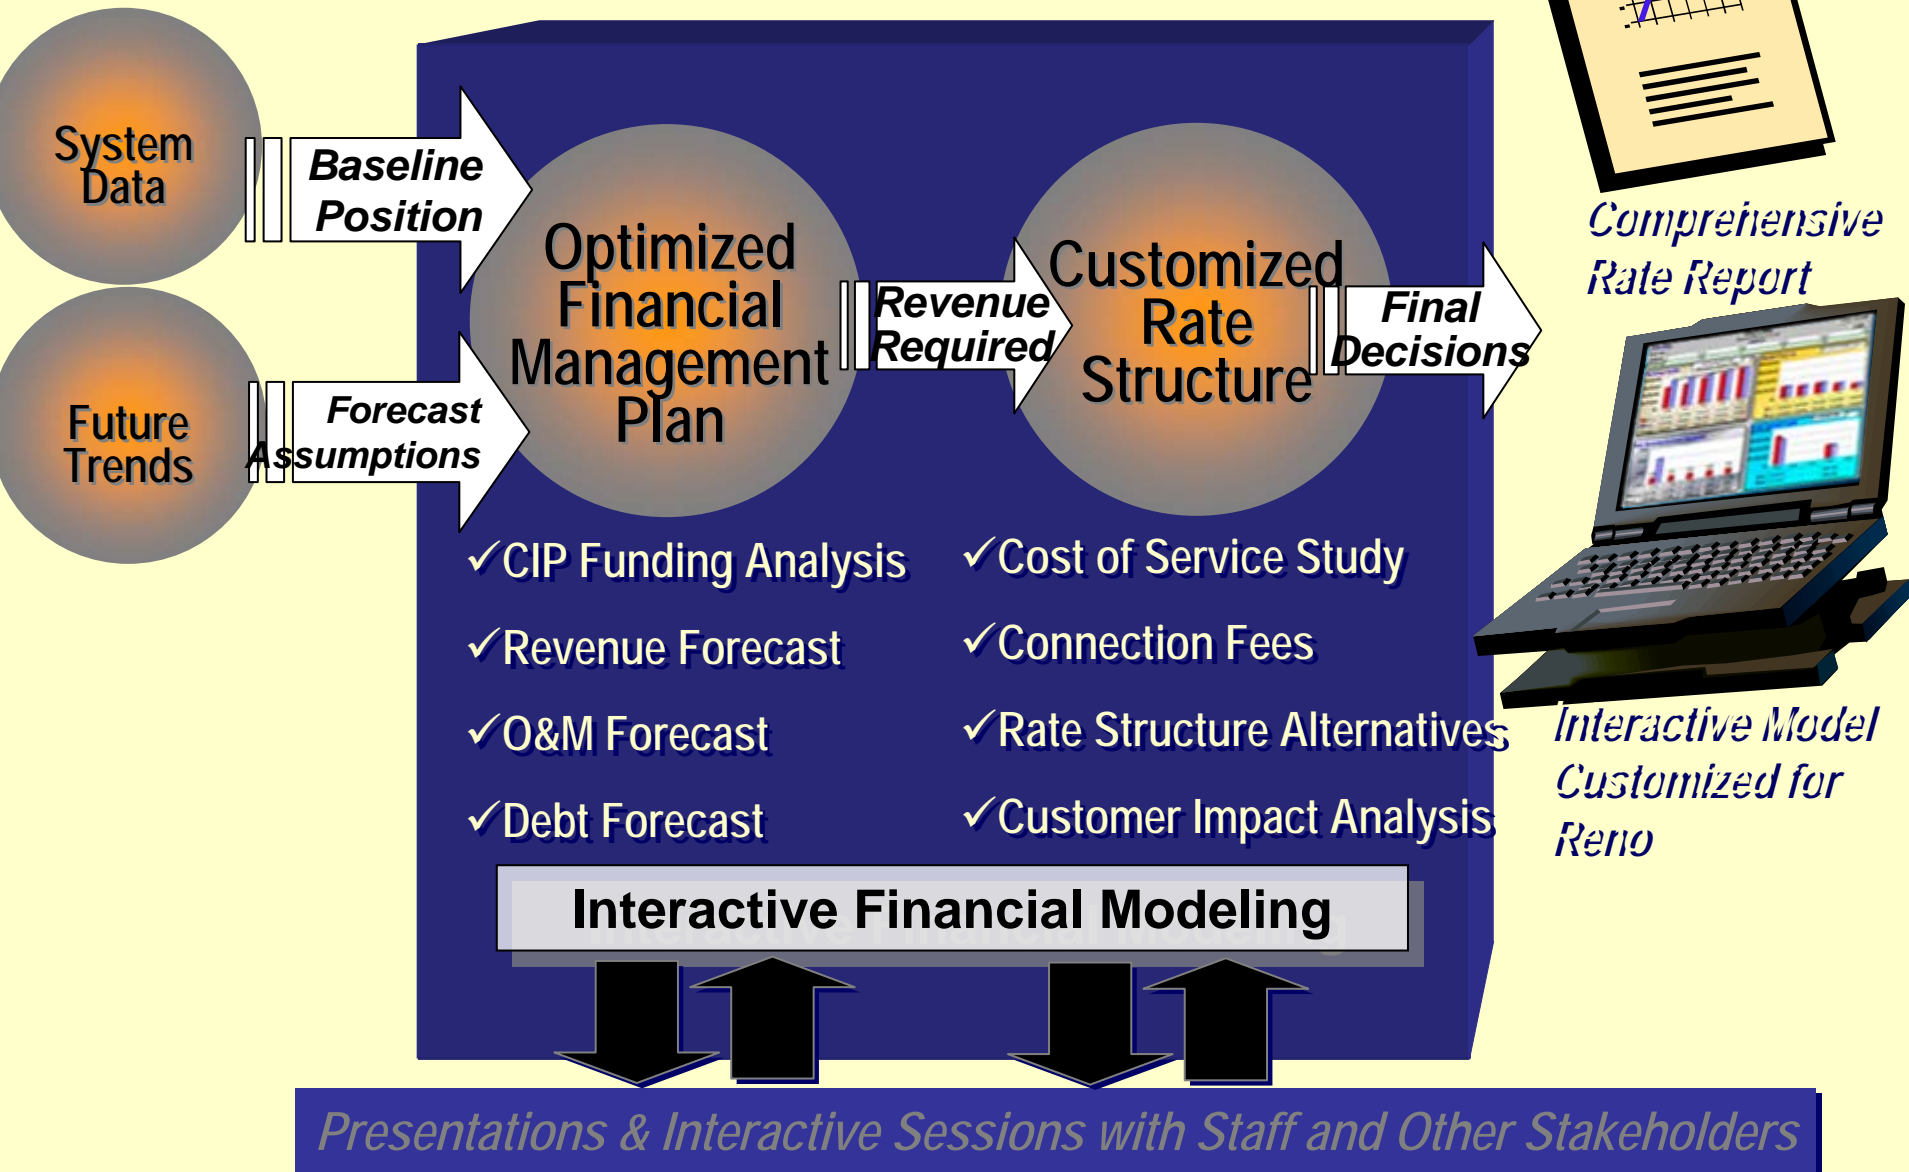 System
Data
Baseline
Position
Future
Trends
Forecast
Assumptions
Optimized
Financial
Management
Plan
Revenue
Required
Customized
Rate
Structure
Final
Decisions
✓CIP Funding Analysis
✓Revenue Forecast
✓O&M Forecast
✓Debt Forecast
✓Cost of Service Study
✓Connection Fees
✓Rate Structure Alternatives
✓Customer Impact Analysis
Interactive Financial Modeling
Presentations & Interactive Sessions with Staff and Other Stakeholders
Comprehensive
Rate Report
Interactive Model
Customized for
Reno